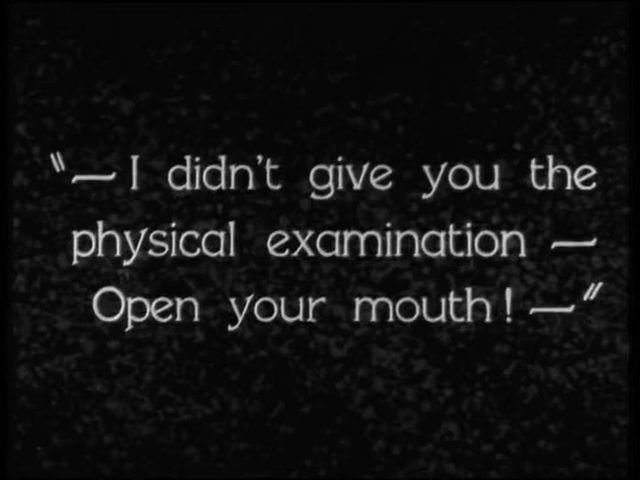 "—I didn't give you the
physical examination —
Open your mouth! —"